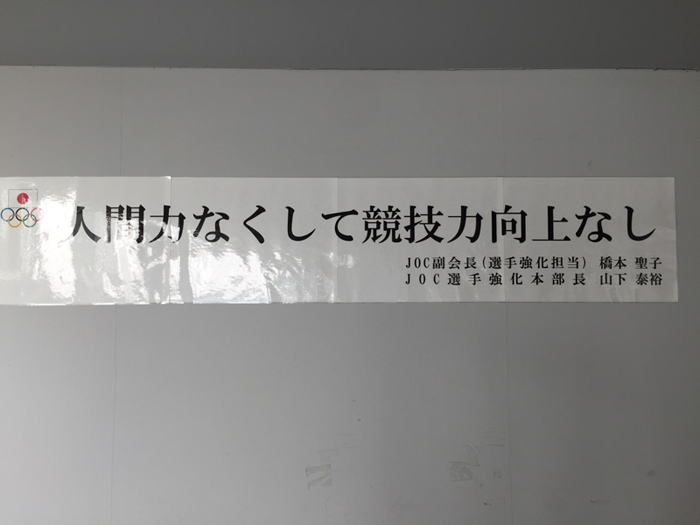 人間力なくして競技力向上なし
JOC副会長(選手強化担当) 橋本 聖子
JOC選手強化本部長 山下 泰裕